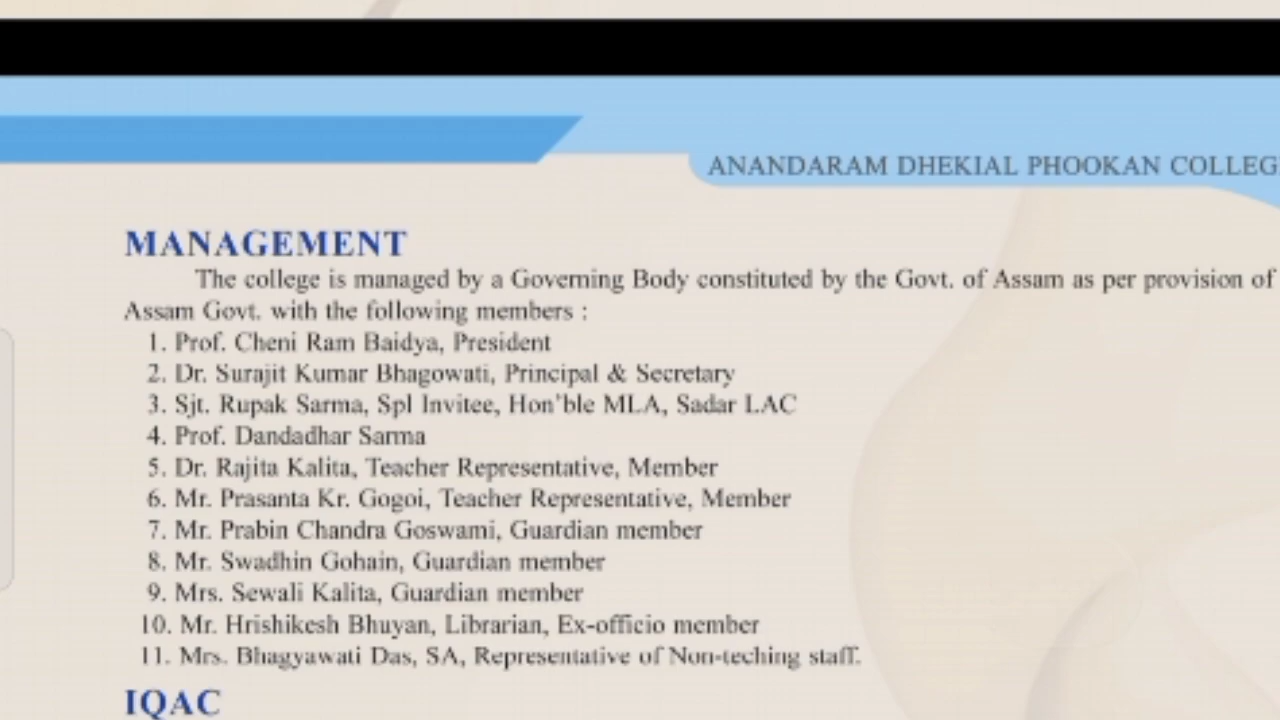 ANANDARAM DHEKIAL PHOOKAN
MANAGEMENT
The college is managed by a Governing Body constituted by the Govt. of Assam as per provision of
Assam Govt. with the following members :
1. Prof. Cheni Ram Baidya, President
2. Dr. Surajit Kumar Bhagowati, Principal & Secretary
3. Sjt. Rupak Sarma, Spl Invitee, Hon'ble MLA, Sadar LAC
4. Prof. Dandadhar Sarma
5. Dr. Rajita Kalita, Teacher Representative, Member
6. Mr. Prasanta Kr. Gogoi, Teacher Representative, Member
7. Mr. Prabin Chandra Goswami, Guardian member
8. Mr. Swadhin Gohain, Guardian member
9. Mrs. Sewali Kalita, Guardian member
10. Mr. Hrishikesh Bhuyan, Librarian, Ex-officio member
11. Mrs. Bhagyawati Das, SA, Representative of Non-teching staff.
IQAC